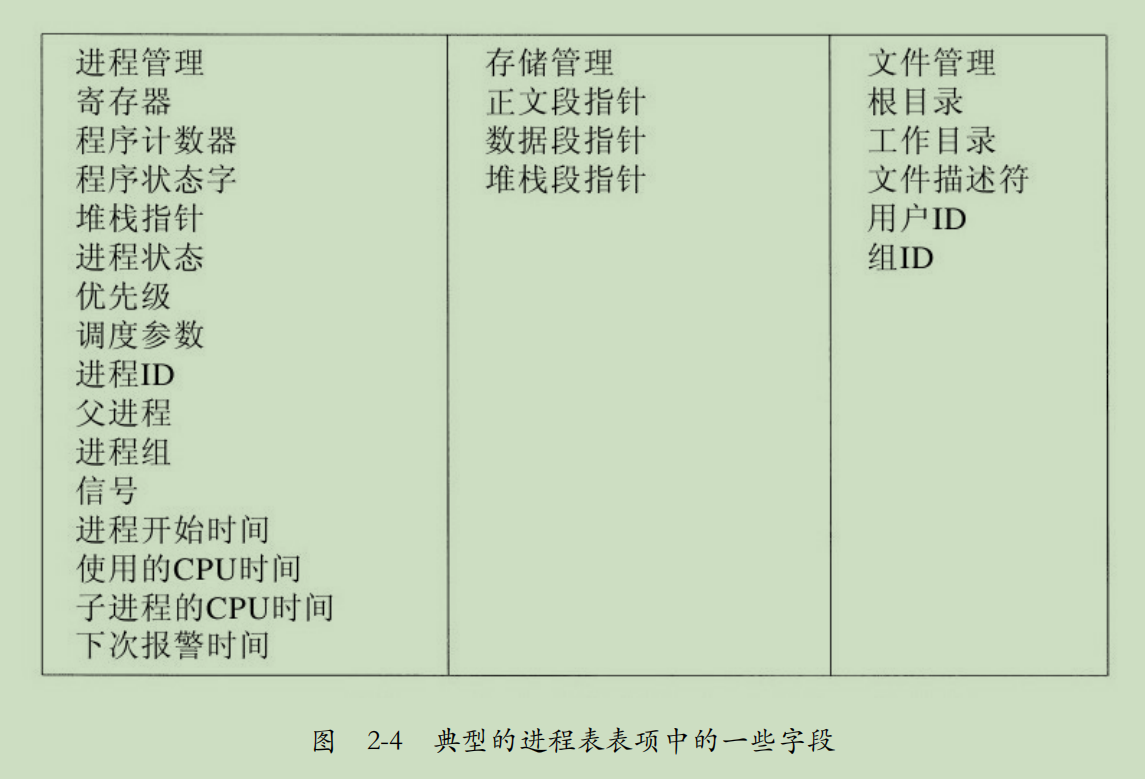 进程管理
寄存器
程序计数器
程序状态字
堆栈指针
进程状态
优先级
调度参数
进程ID
父进程
进程组
信号
进程开始时间
使用的CPU时间
子进程的CPU时间
下次报警时间
存储管理
正文段指针
数据段指针
堆栈段指针
文件管理
根目录
工作目录
文件描述符
用户ID
组ID
图 2-4 典型的进程表表项中的一些字段